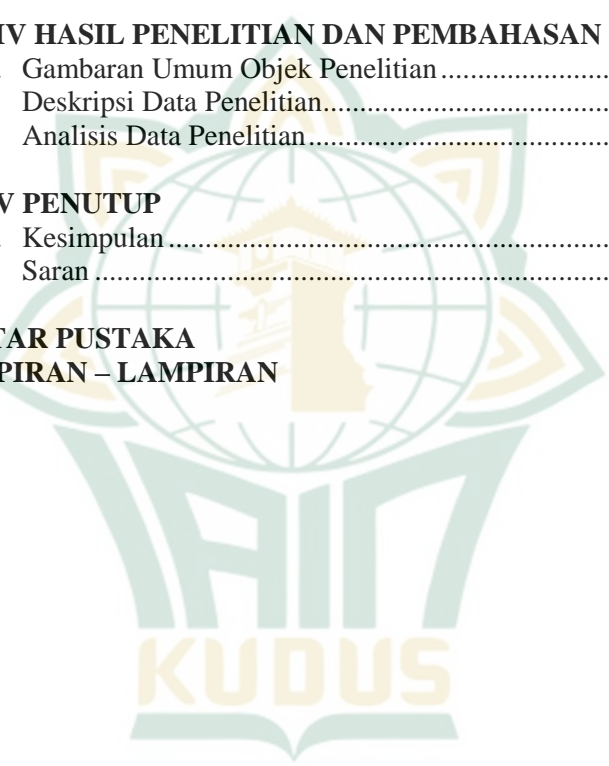 IV HASIL PENELITIAN DAN PEMBAHASAN
Gambaran Umum Objek Penelitian ........................
Deskripsi Data Penelitian........................................
Analisis Data Penelitian..........................................
V PENUTUP
Kesimpulan ..............................................................
Saran ........................................................................
TAR PUSTAKA
PIRAN – LAMPIRAN
IAIN
KUDUS